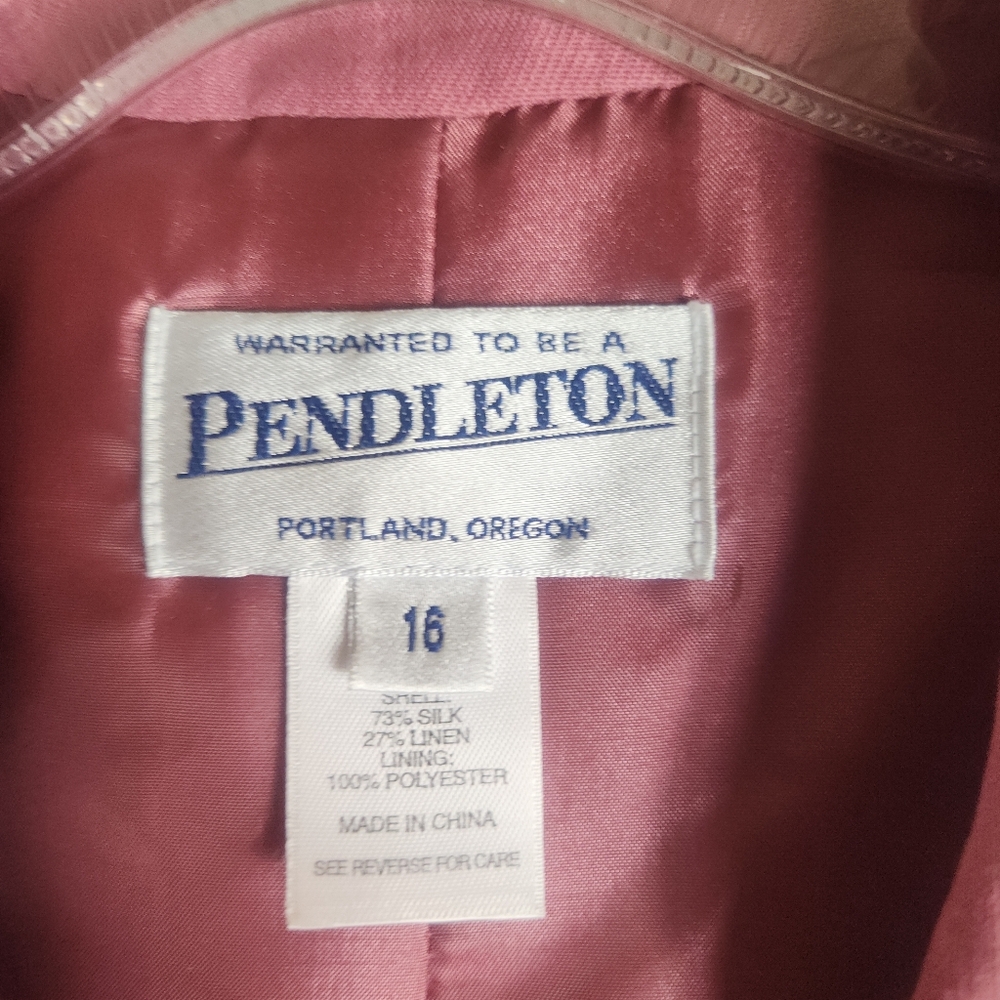 WARRANTED TO BE A
PENDLETON
PORTLAND, OREGON
16
SHELL:
73% SILK
27% LINEN
LINING:
100% POLYESTER
MADE IN CHINA
SEE REVERSE FOR CARE